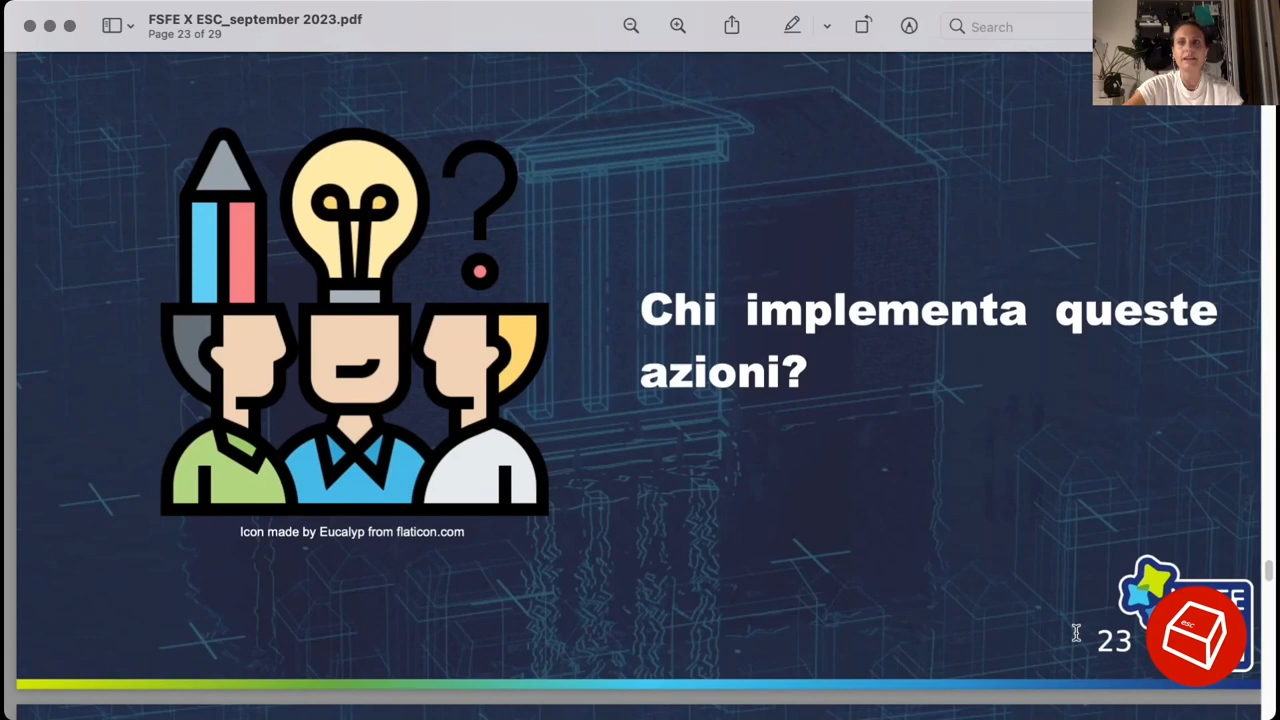 FSFE X ESC_september 2023.pdf
Page 23 of 29
Search
Chi implementa queste
azioni?
Icon made by Eucalyp from flaticon.com
23
esc